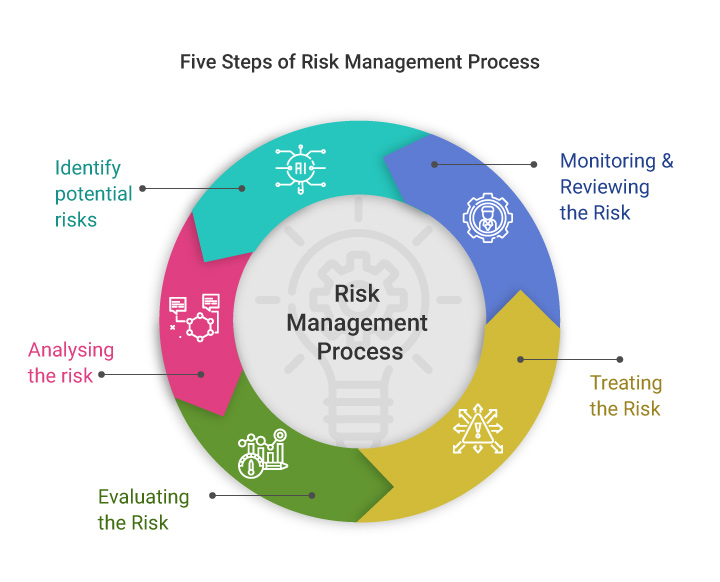 Five Steps of Risk Management Process
Identify
potential
risks
AI
Monitoring &
Reviewing
the Risk
Risk
Management
Process
Analysing
the risk
Treating
the Risk
Evaluating
the Risk